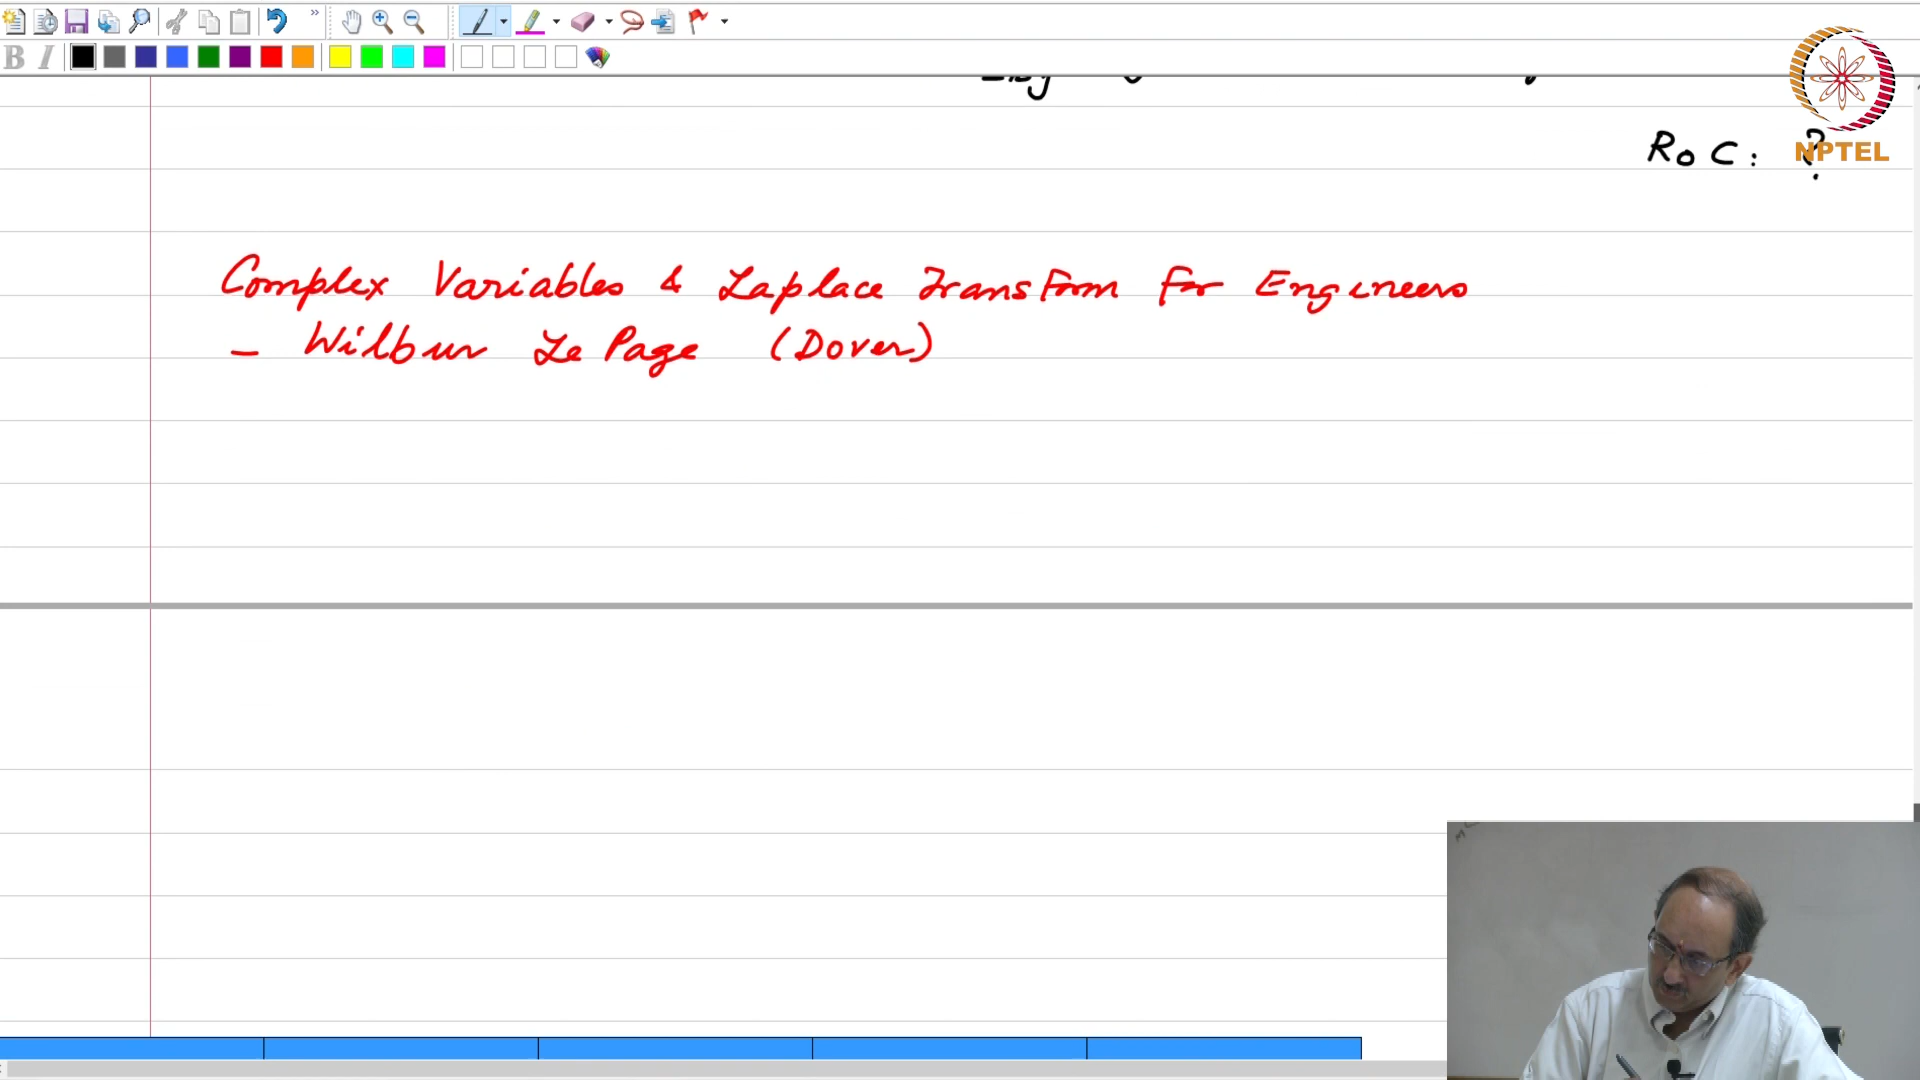 B I
NPTEL
RoC: ?
Complex Variables & Laplace Transform for Engineers
- Wilbur Le Page (Dover)